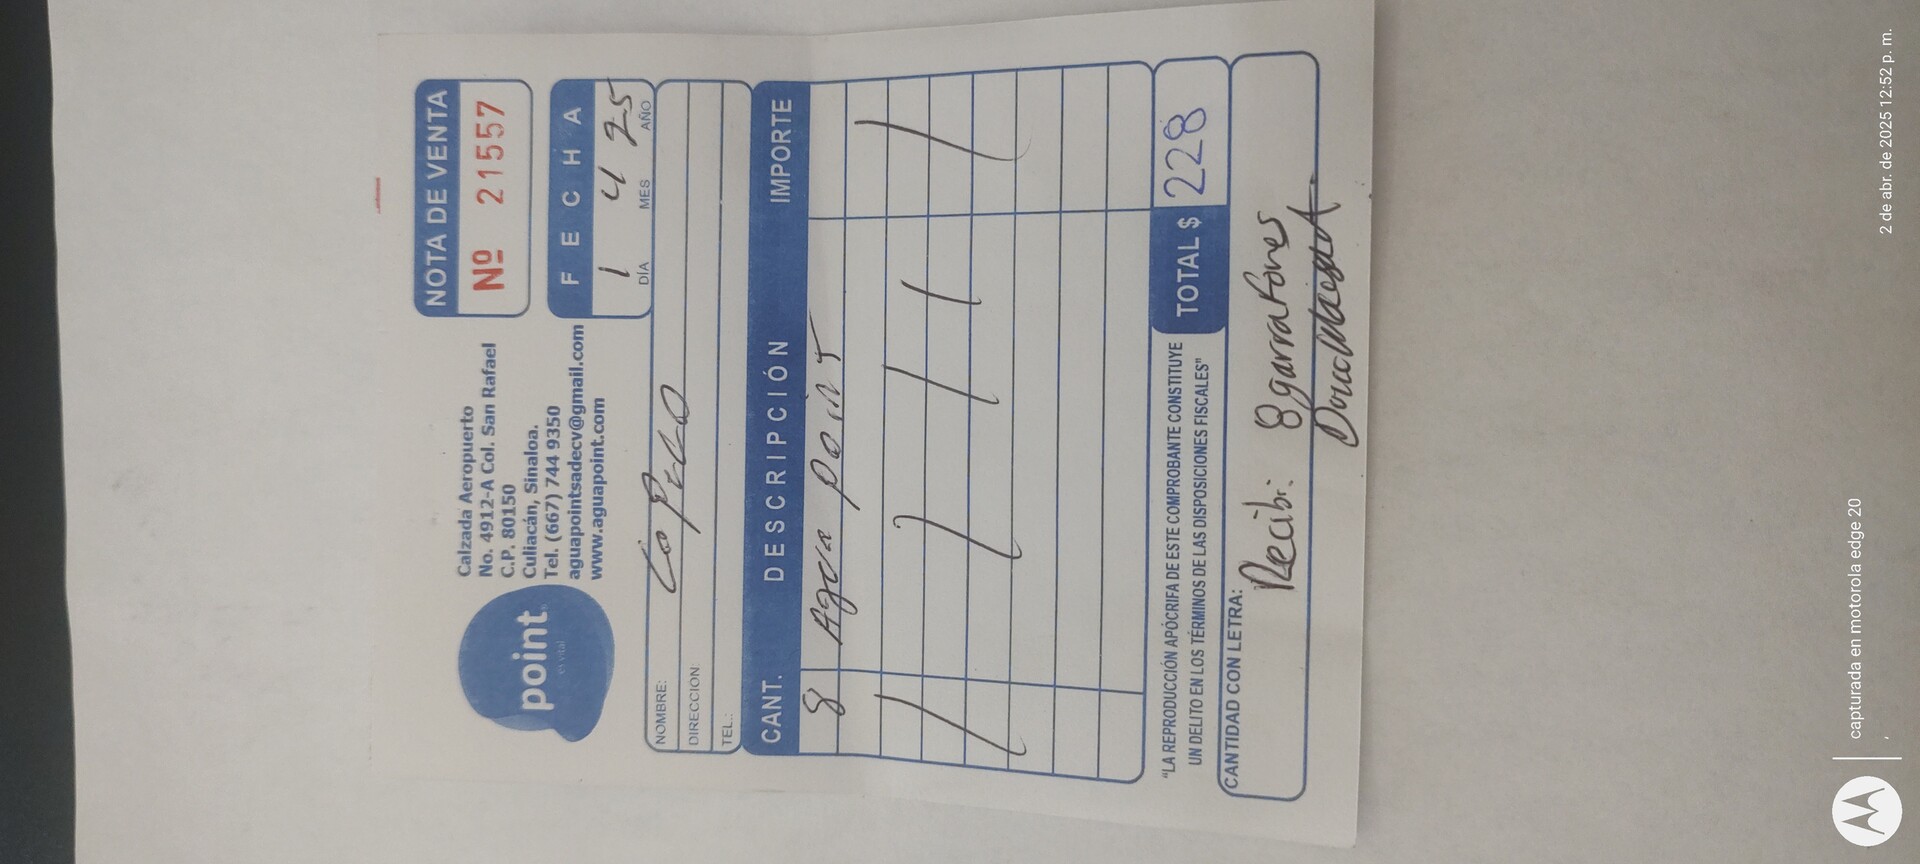 point
es vital
Calzada Aeropuerto
No. 4912-A Col. San Rafael
C.P. 80150
Culiacán, Sinaloa.
Tel. (667) 744 9350
aguapointsadecv@gmail.com
www.aguapoint.com
NOTA DE VENTA
Nº 21557
FECHA
1 4 25
DÍA MES AÑO
NOMBRE:
DIRECCION:
TEL.:
CANT. DESCRIPCIÓN IMPORTE
8 Agua Point
"LA REPRODUCCIÓN APÓCRIFA DE ESTE COMPROBANTE CONSTITUYE
UN DELITO EN LOS TÉRMINOS DE LAS DISPOSICIONES FISCALES"
TOTAL $ 228
CANTIDAD CON LETRA:
Recibi: 8 garrafones
capturada en motorola edge 20
,
2 de abr. de 2025 12:52 p. m.